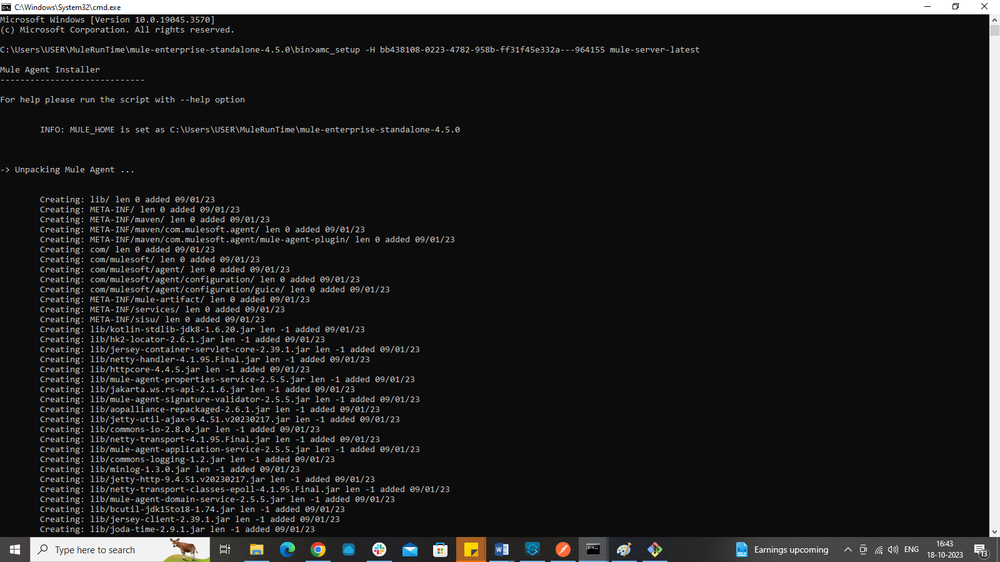 C:\Windows\System32\cmd.exe
Microsoft Windows [Version 10.0.19045.3570]
(c) Microsoft Corporation. All rights reserved.
C:\Users\USER\MuleRunTime\mule-enterprise-standalone-4.5.0\bin>amc_setup -H bb438108-0223-4782-958b-ff31f45e332a---964155 mule-server-latest
Mule Agent Installer
-----------------------------
For help please run the script with --help option
INFO: MULE_HOME is set as C:\Users\USER\MuleRunTime\mule-enterprise-standalone-4.5.0
-> Unpacking Mule Agent ...
Creating: lib/ len 0 added 09/01/23
Creating: META-INF/ len 0 added 09/01/23
Creating: META-INF/maven/ len 0 added 09/01/23
Creating: META-INF/maven/com.mulesoft.agent/ len 0 added 09/01/23
Creating: META-INF/maven/com.mulesoft.agent/mule-agent-plugin/ len 0 added 09/01/23
Creating: com/ len 0 added 09/01/23
Creating: com/mulesoft/ len 0 added 09/01/23
Creating: com/mulesoft/agent/ len 0 added 09/01/23
Creating: com/mulesoft/agent/configuration/ len 0 added 09/01/23
Creating: com/mulesoft/agent/configuration/guice/ len 0 added 09/01/23
Creating: META-INF/mule-artifact/ len 0 added 09/01/23
Creating: META-INF/services/ len 0 added 09/01/23
Creating: META-INF/sisu/ len 0 added 09/01/23
Creating: lib/kotlin-stdlib-jdk8-1.6.20.jar len -1 added 09/01/23
Creating: lib/hk2-locator-2.6.1.jar len -1 added 09/01/23
Creating: lib/jersey-container-servlet-core-2.39.1.jar len -1 added 09/01/23
Creating: lib/netty-handler-4.1.95.Final.jar len -1 added 09/01/23
Creating: lib/httpcore-4.4.5.jar len -1 added 09/01/23
Creating: lib/mule-agent-properties-service-2.5.5.jar len -1 added 09/01/23
Creating: lib/jakarta.ws.rs-api-2.1.6.jar len -1 added 09/01/23
Creating: lib/mule-agent-signature-validator-2.5.5.jar len -1 added 09/01/23
Creating: lib/aopalliance-repackaged-2.6.1.jar len -1 added 09/01/23
Creating: lib/jetty-util-ajax-9.4.51.v20230217.jar len -1 added 09/01/23
Creating: lib/commons-io-2.8.0.jar len -1 added 09/01/23
Creating: lib/netty-transport-4.1.95.Final.jar len -1 added 09/01/23
Creating: lib/mule-agent-application-service-2.5.5.jar len -1 added 09/01/23
Creating: lib/commons-logging-1.2.jar len -1 added 09/01/23
Creating: lib/minlog-1.3.0.jar len -1 added 09/01/23
Creating: lib/jetty-http-9.4.51.v20230217.jar len -1 added 09/01/23
Creating: lib/netty-transport-classes-epoll-4.1.95.Final.jar len -1 added 09/01/23
Creating: lib/mule-agent-domain-service-2.5.5.jar len -1 added 09/01/23
Creating: lib/bcutil-jdk15to18-1.74.jar len -1 added 09/01/23
Creating: lib/jersey-client-2.39.1.jar len -1 added 09/01/23
Creating: lib/joda-time-2.9.1.jar len -1 added 09/01/23
Type here to search
Earnings upcoming
ENG
16:43
18-10-2023
13